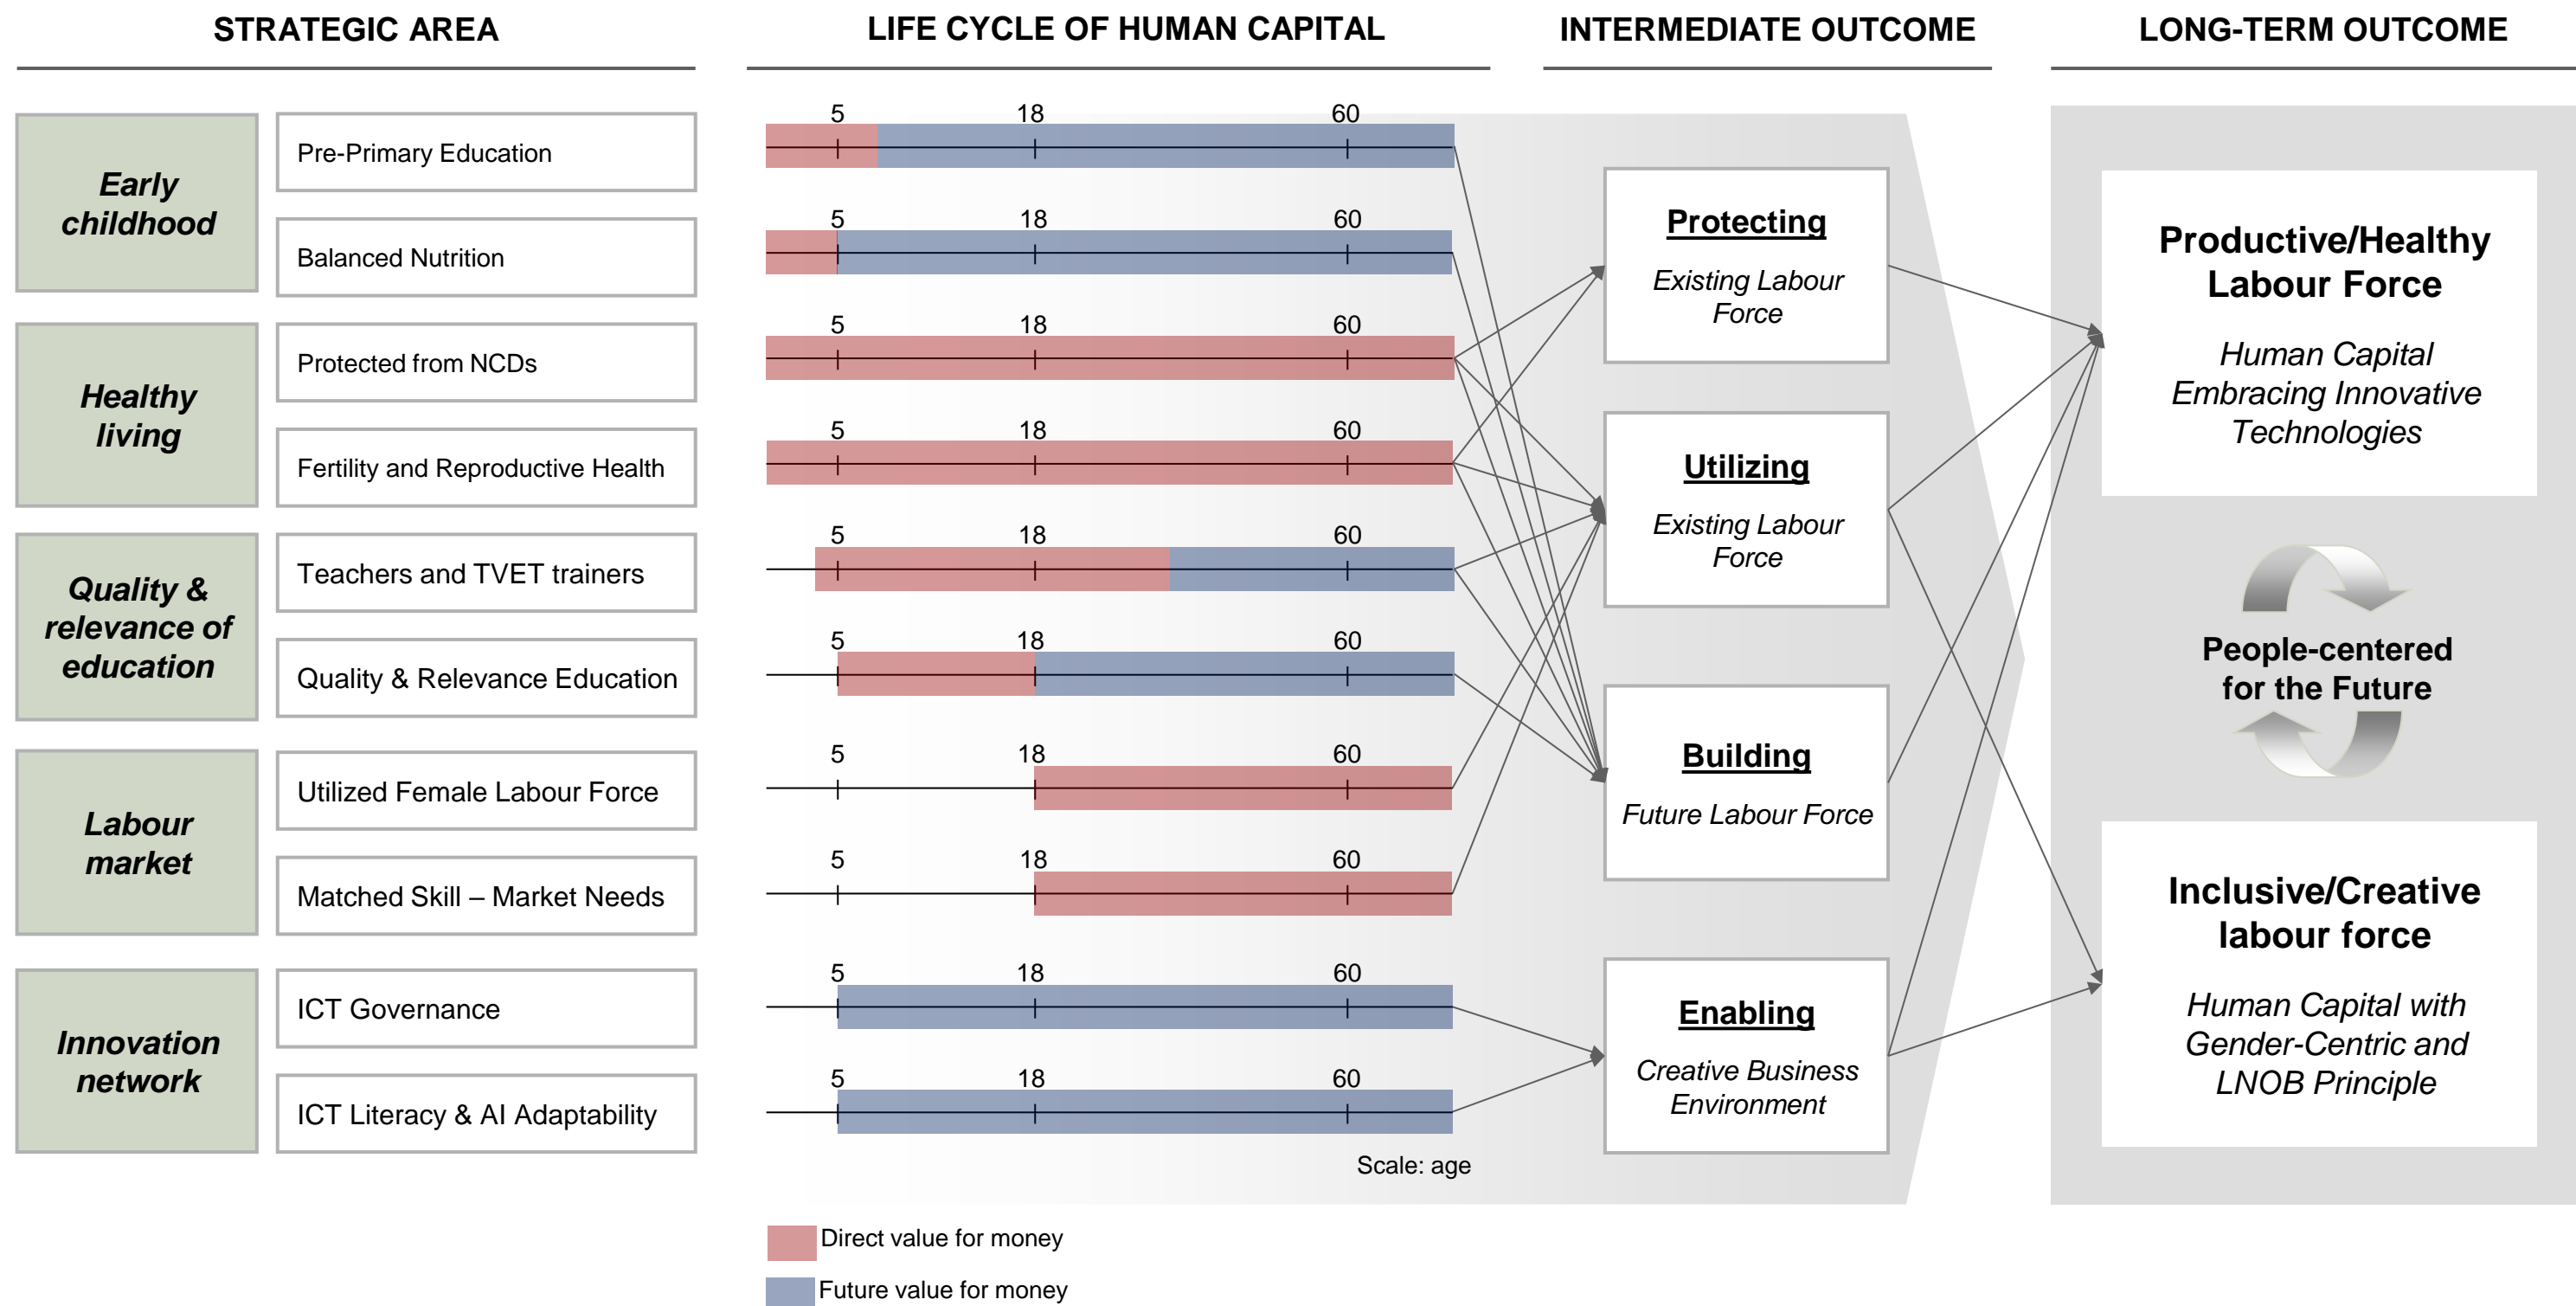 STRATEGIC AREA
LIFE CYCLE OF HUMAN CAPITAL
INTERMEDIATE OUTCOME
LONG-TERM OUTCOME
Early
childhood
Pre-Primary Education
5 18 60
Balanced Nutrition
5 18 60
Healthy
living
Protected from NCDs
5 18 60
Fertility and Reproductive Health
5 18 60
Quality &
relevance of
education
Teachers and TVET trainers
5 18 60
Quality & Relevance Education
5 18 60
Labour
market
Utilized Female Labour Force
5 18 60
Matched Skill – Market Needs
5 18 60
Innovation
network
ICT Governance
5 18 60
ICT Literacy & AI Adaptability
5 18 60
Scale: age
Direct value for money
Future value for money
Protecting
Existing Labour
Force
Utilizing
Existing Labour
Force
Building
Future Labour Force
Enabling
Creative Business
Environment
Productive/Healthy
Labour Force
Human Capital
Embracing Innovative
Technologies
People-centered
for the Future
Inclusive/Creative
labour force
Human Capital with
Gender-Centric and
LNOB Principle